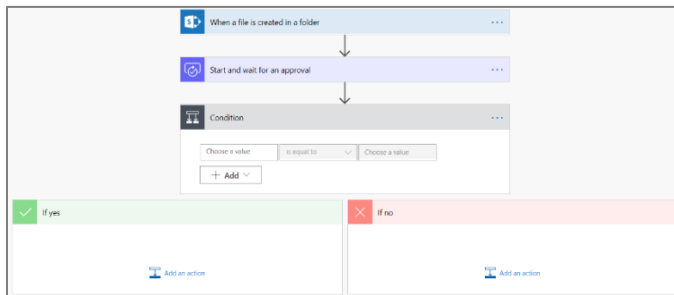 When a file is created in a folder
Start and wait for an approval
Condition
Choose a value
is equal to
Choose a value
Add
If yes
If no
Add an action
Add an action